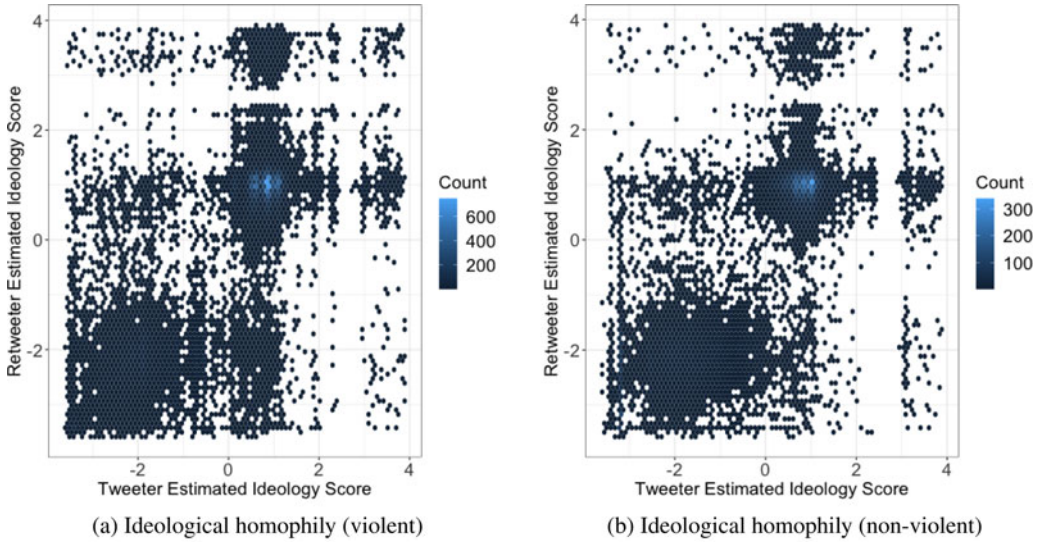 4
2
0
-2
Retweeter Estimated Ideology Score
-2 0 2 4
Tweeter Estimated Ideology Score
Count
600
400
200
(a) Ideological homophily (violent)
4
2
0
-2
Retweeter Estimated Ideology Score
-2 0 2 4
Tweeter Estimated Ideology Score
Count
300
200
100
(b) Ideological homophily (non-violent)